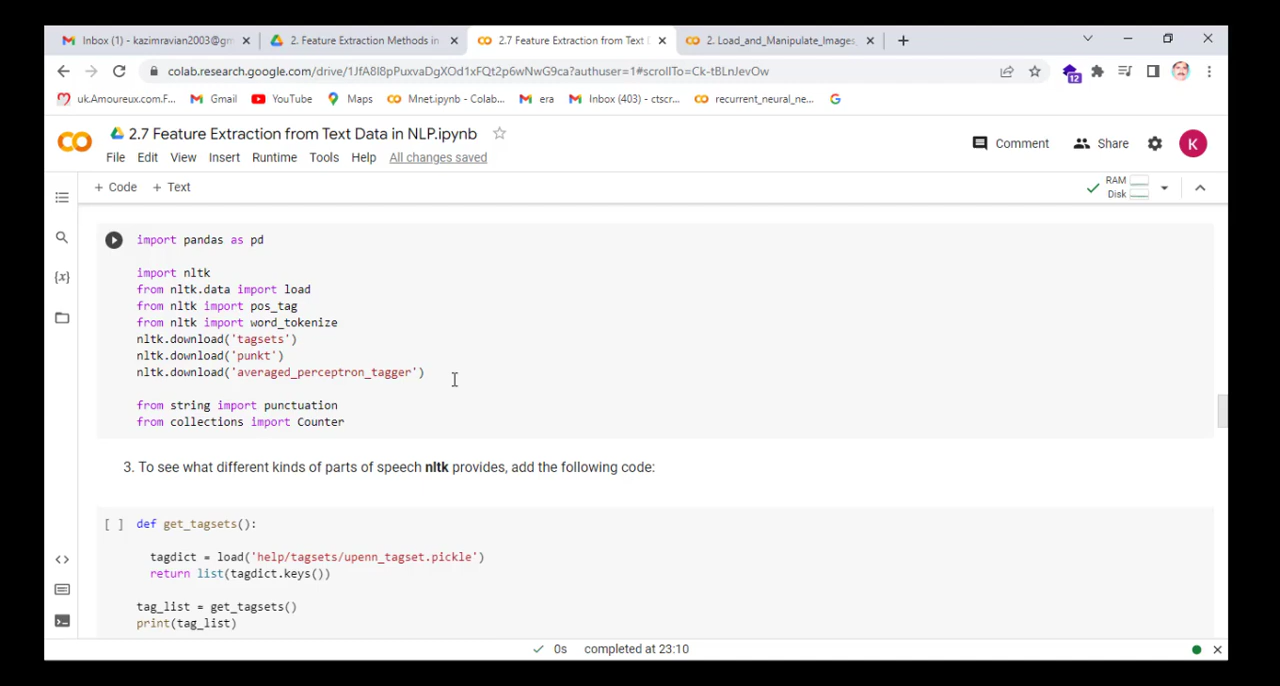 Inbox (1) - kazimravian2003@gm
2. Feature Extraction Methods in
2.7 Feature Extraction from Text
2. Load_and_Manipulate_Images_
colab.research.google.com/drive/1JfA8I8pPuxvaDgXOd1xFQt2p6wNwG9ca?authuser=1#scrollTo=Ck-tBLnJevOw
12
uk.Amoureux.com.F...
Gmail
YouTube
Maps
Mnet.ipynb - Colab...
era
Inbox (403) - ctscr...
recurrent_neural_ne...
2.7 Feature Extraction from Text Data in NLP.ipynb
Comment
Share
K
File Edit View Insert Runtime Tools Help All changes saved
+ Code + Text
RAM
Disk
import pandas as pd
import nltk
from nltk.data import load
from nltk import pos_tag
from nltk import word_tokenize
nltk.download('tagsets')
nltk.download('punkt')
nltk.download('averaged_perceptron_tagger')
from string import punctuation
from collections import Counter
3. To see what different kinds of parts of speech nltk provides, add the following code:
[ ] def get_tagsets():
tagdict = load('help/tagsets/upenn_tagset.pickle')
return list(tagdict.keys())
tag_list = get_tagsets()
print(tag_list)
0s completed at 23:10